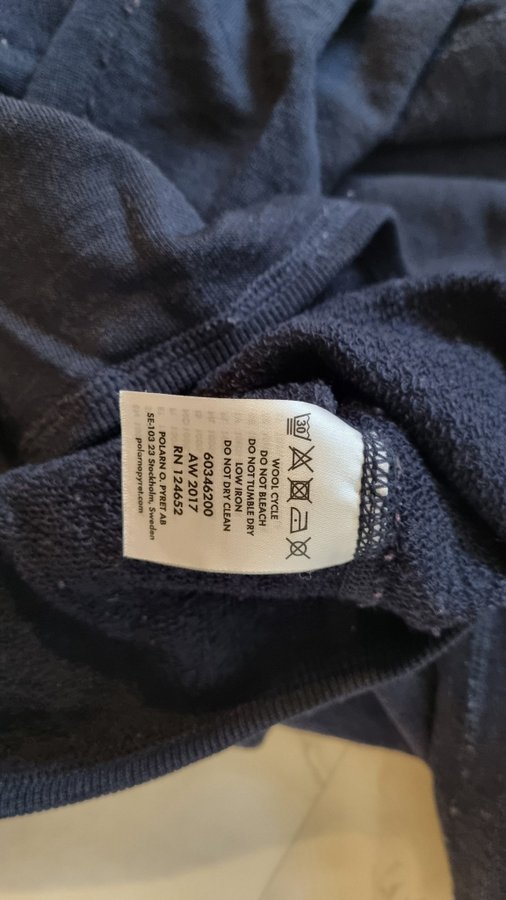 30
WOOL CYCLE
DO NOT BLEACH
DO NOT TUMBLE DRY
LOW IRON
DO NOT DRY CLEAN
60346200
AW 2017
RN 124652
POLARN O. PYRET AB
SE-103 23 Stockholm, Sweden
polarnopyret.com